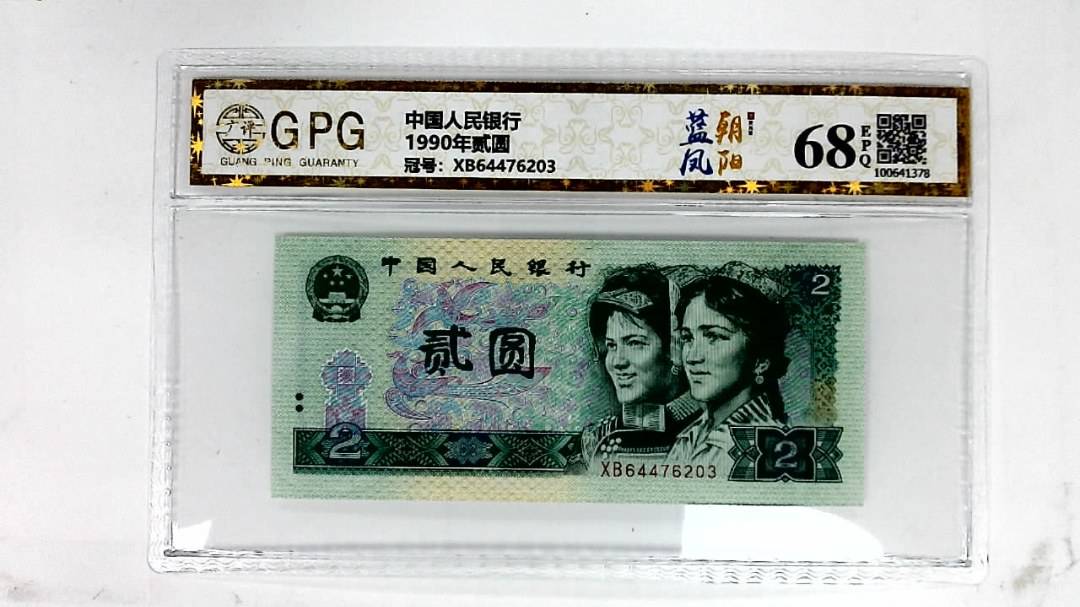 广评
GPG
GUANG PING GUARANTY
中国人民银行
1990年贰圆
冠号：XB64476203
蓝凤
朝阳
68
EPQ
100641378
中国人民银行
2
贰圆
2
XB64476203
2